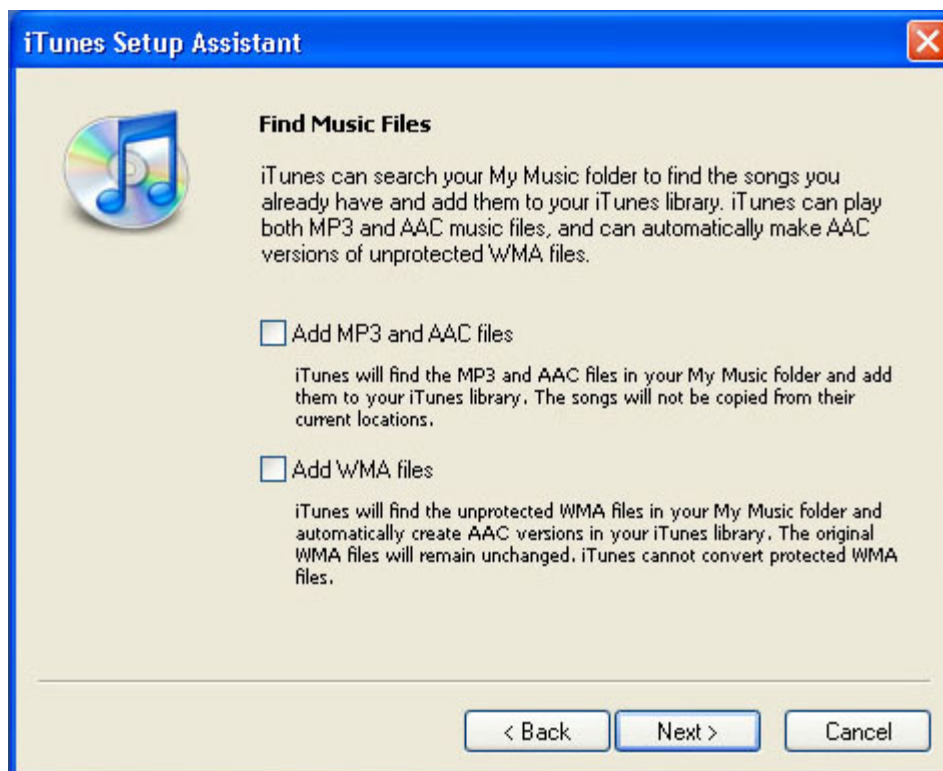 iTunes Setup Assistant
Find Music Files
iTunes can search your My Music folder to find the songs you
already have and add them to your iTunes library. iTunes can play
both MP3 and AAC music files, and can automatically make AAC
versions of unprotected WMA files.
Add MP3 and AAC files
iTunes will find the MP3 and AAC files in your My Music folder and add
them to your iTunes library. The songs will not be copied from their
current locations.
Add WMA files
iTunes will find the unprotected WMA files in your My Music folder and
automatically create AAC versions in your iTunes library. The original
WMA files will remain unchanged. iTunes cannot convert protected WMA
files.
< Back Next > Cancel